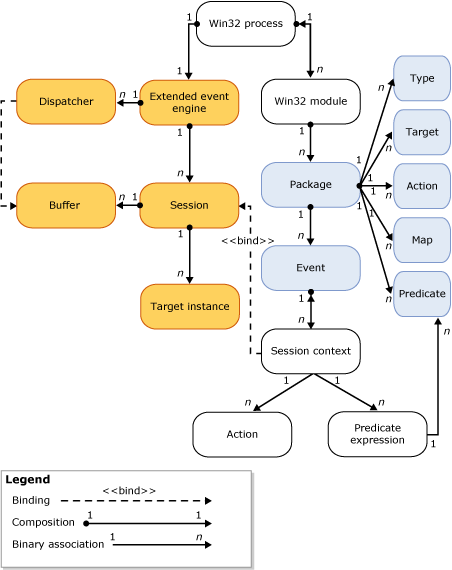 Win32 process
1
1
1
n
Type
Dispatcher
n
1
Extended event
engine
Win32 module
n
1
1
Target
n
n
n
1
Package
1
1
1
1
n
Action
Buffer
n
1
Session
<<bind>>
1
n
Map
n
1
n
Event
1
Predicate
n
Target instance
n
Session context
n
1
1
n
n
Action
Predicate
expression
1
Legend
Binding
<<bind>>
Composition
1
1
Binary association
1
n